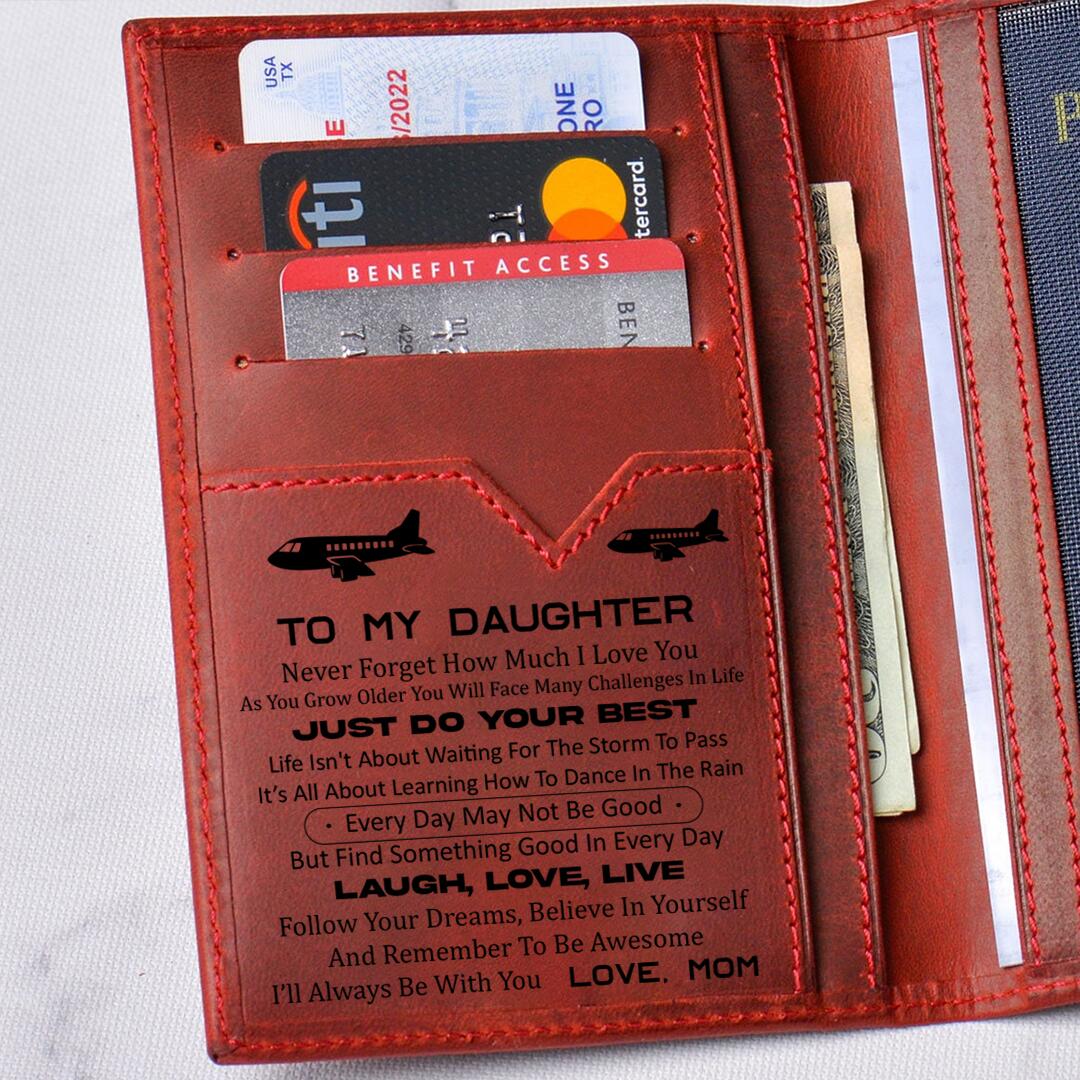 USA
TX
/2022
ONE
RO
iti
tercard.
BENEFIT ACCESS
BEN
429
TO MY DAUGHTER
Never Forget How Much I Love You
As You Grow Older You Will Face Many Challenges In Life
JUST DO YOUR BEST
Life Isn't About Waiting For The Storm To Pass
It’s All About Learning How To Dance In The Rain
· Every Day May Not Be Good ·
But Find Something Good In Every Day
LAUGH, LOVE, LIVE
Follow Your Dreams, Believe In Yourself
And Remember To Be Awesome
I’ll Always Be With You LOVE, MOM